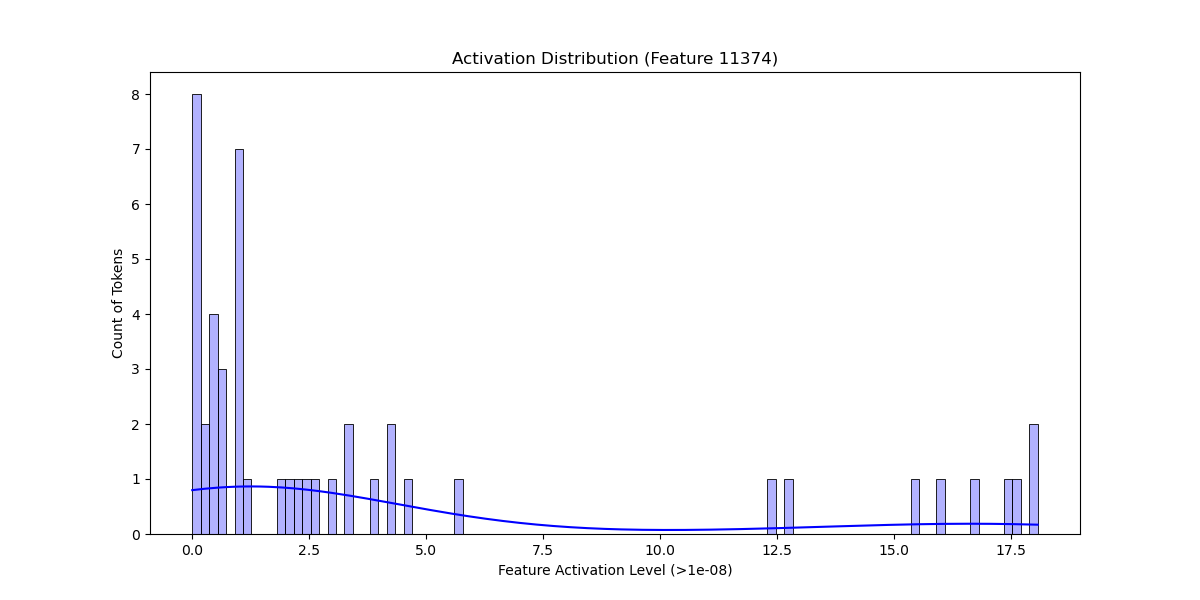 Activation Distribution (Feature 11374)
Count of Tokens
8
7
6
5
4
3
2
1
0
0.0 2.5 5.0 7.5 10.0 12.5 15.0 17.5
Feature Activation Level (>1e-08)